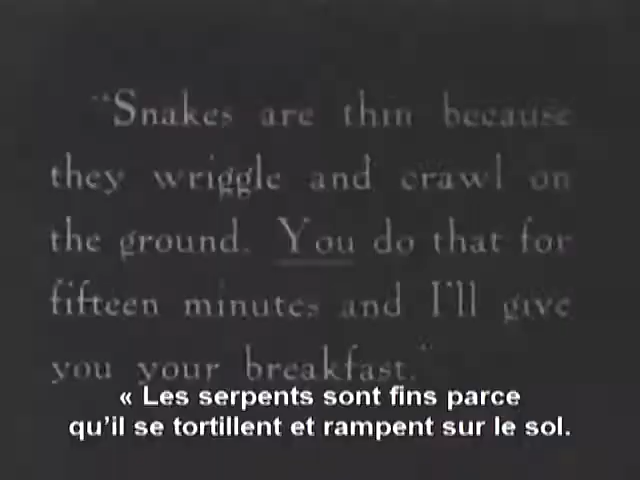 "Snakes are thin because
they wriggle and crawl on
the ground. You do that for
fifteen minutes and I'll give
you your breakfast."
« Les serpents sont fins parce
qu'il se tortillent et rampent sur le sol.